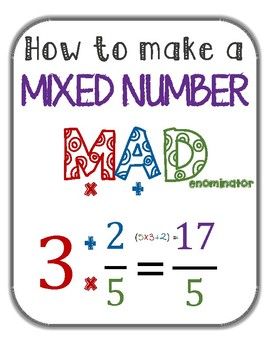 How to make a
MIXED NUMBER
MAD
× + enominator
3 + 2/5 (5x3+2) = 17/5
×  =